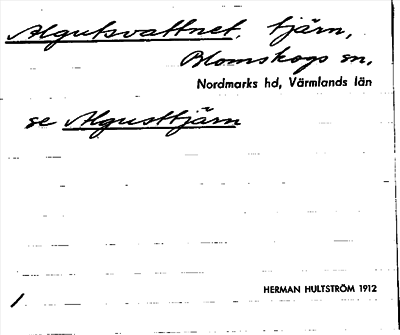 Algutsvattnet, tjärn,
Blomskogs sn,
Nordmarks hd, Värmlands län
se Algusttjärn
HERMAN HULTSTRÖM 1912